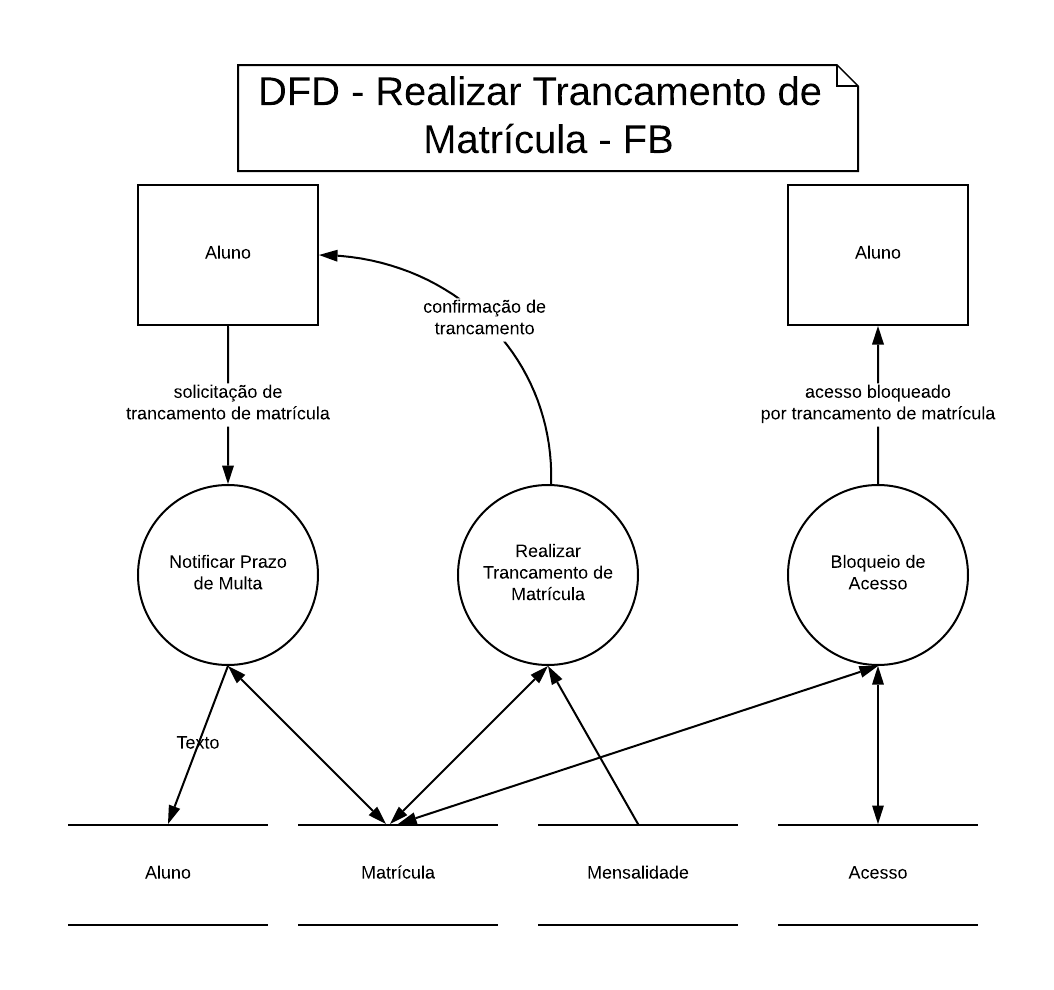 DFD - Realizar Trancamento de
Matrícula - FB
Aluno
Aluno
confirmação de
trancamento
solicitação de
trancamento de matrícula
acesso bloqueado
por trancamento de matrícula
Notificar Prazo
de Multa
Realizar
Trancamento de
Matrícula
Bloqueio de
Acesso
Texto
Aluno
Matrícula
Mensalidade
Acesso